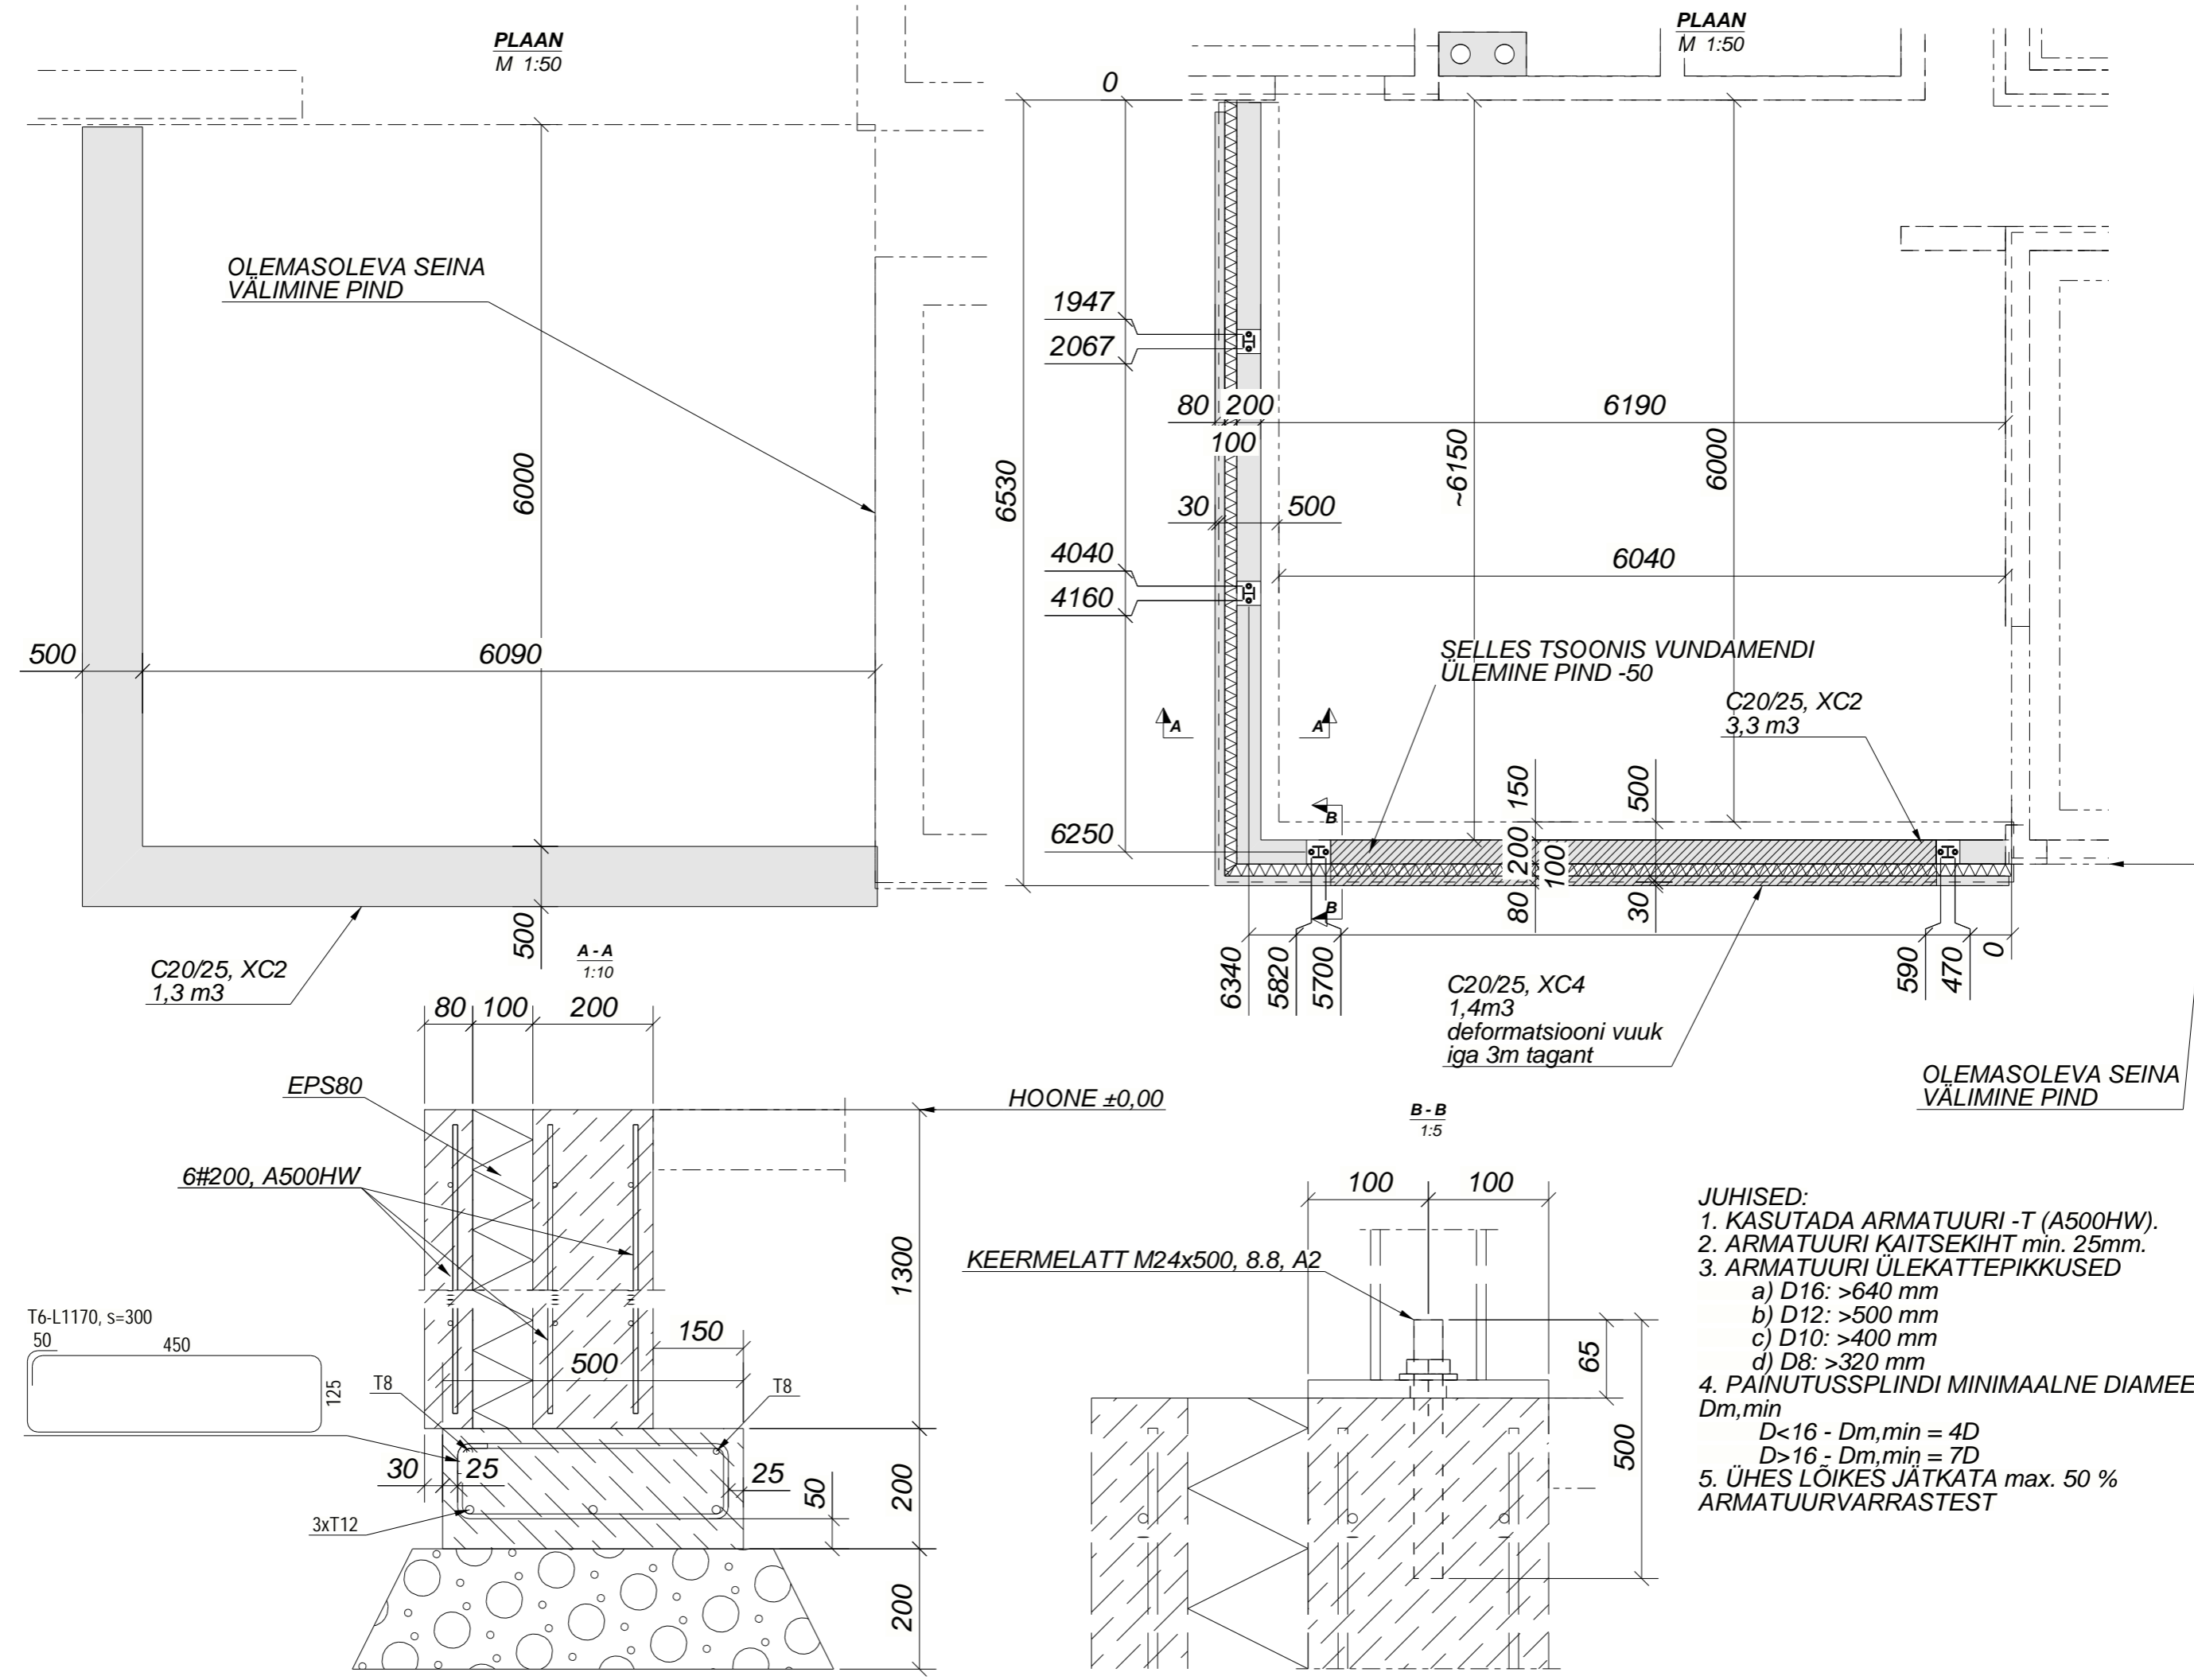 PLAAN
M 1:50
OLEMASOLEVA SEINA
VÄLIMINE PIND
6000
500
6090
500
C20/25, XC2
1,3 m3
PLAAN
M 1:50
0
1947
2067
80 200
6190
100
6530
~6150
6000
30
500
4040
4160
6040
SELLES TSOONIS VUNDAMENDI
ÜLEMINE PIND -50
C20/25, XC2
3,3 m3
A
A
150
500
B
6250
200
100
80
30
B
6340
5820
5700
590
470
0
C20/25, XC4
1,4m3
deformatsiooni vuuk
iga 3m tagant
OLEMASOLEVA SEINA
VÄLIMINE PIND
A - A
1:10
80 100 200
EPS80
HOONE ±0,00
6#200, A500HW
1300
T6-L1170, s=300
50
450
125
150
500
T8
T8
30
25
25
50
200
3xT12
200
B - B
1:5
100 100
KEERMELATT M24x500, 8.8, A2
65
500
JUHISED:
1. KASUTADA ARMATUURI -T (A500HW).
2. ARMATUURI KAITSEKIHT min. 25mm.
3. ARMATUURI ÜLEKATTEPIKKUSED
a) D16: >640 mm
b) D12: >500 mm
c) D10: >400 mm
d) D8: >320 mm
4. PAINUTUSSPLINDI MINIMAALNE DIAMEE
Dm,min
D<16 - Dm,min = 4D
D>16 - Dm,min = 7D
5. ÜHES LÕIKES JÄTKATA max. 50 %
ARMATUURVARRASTEST